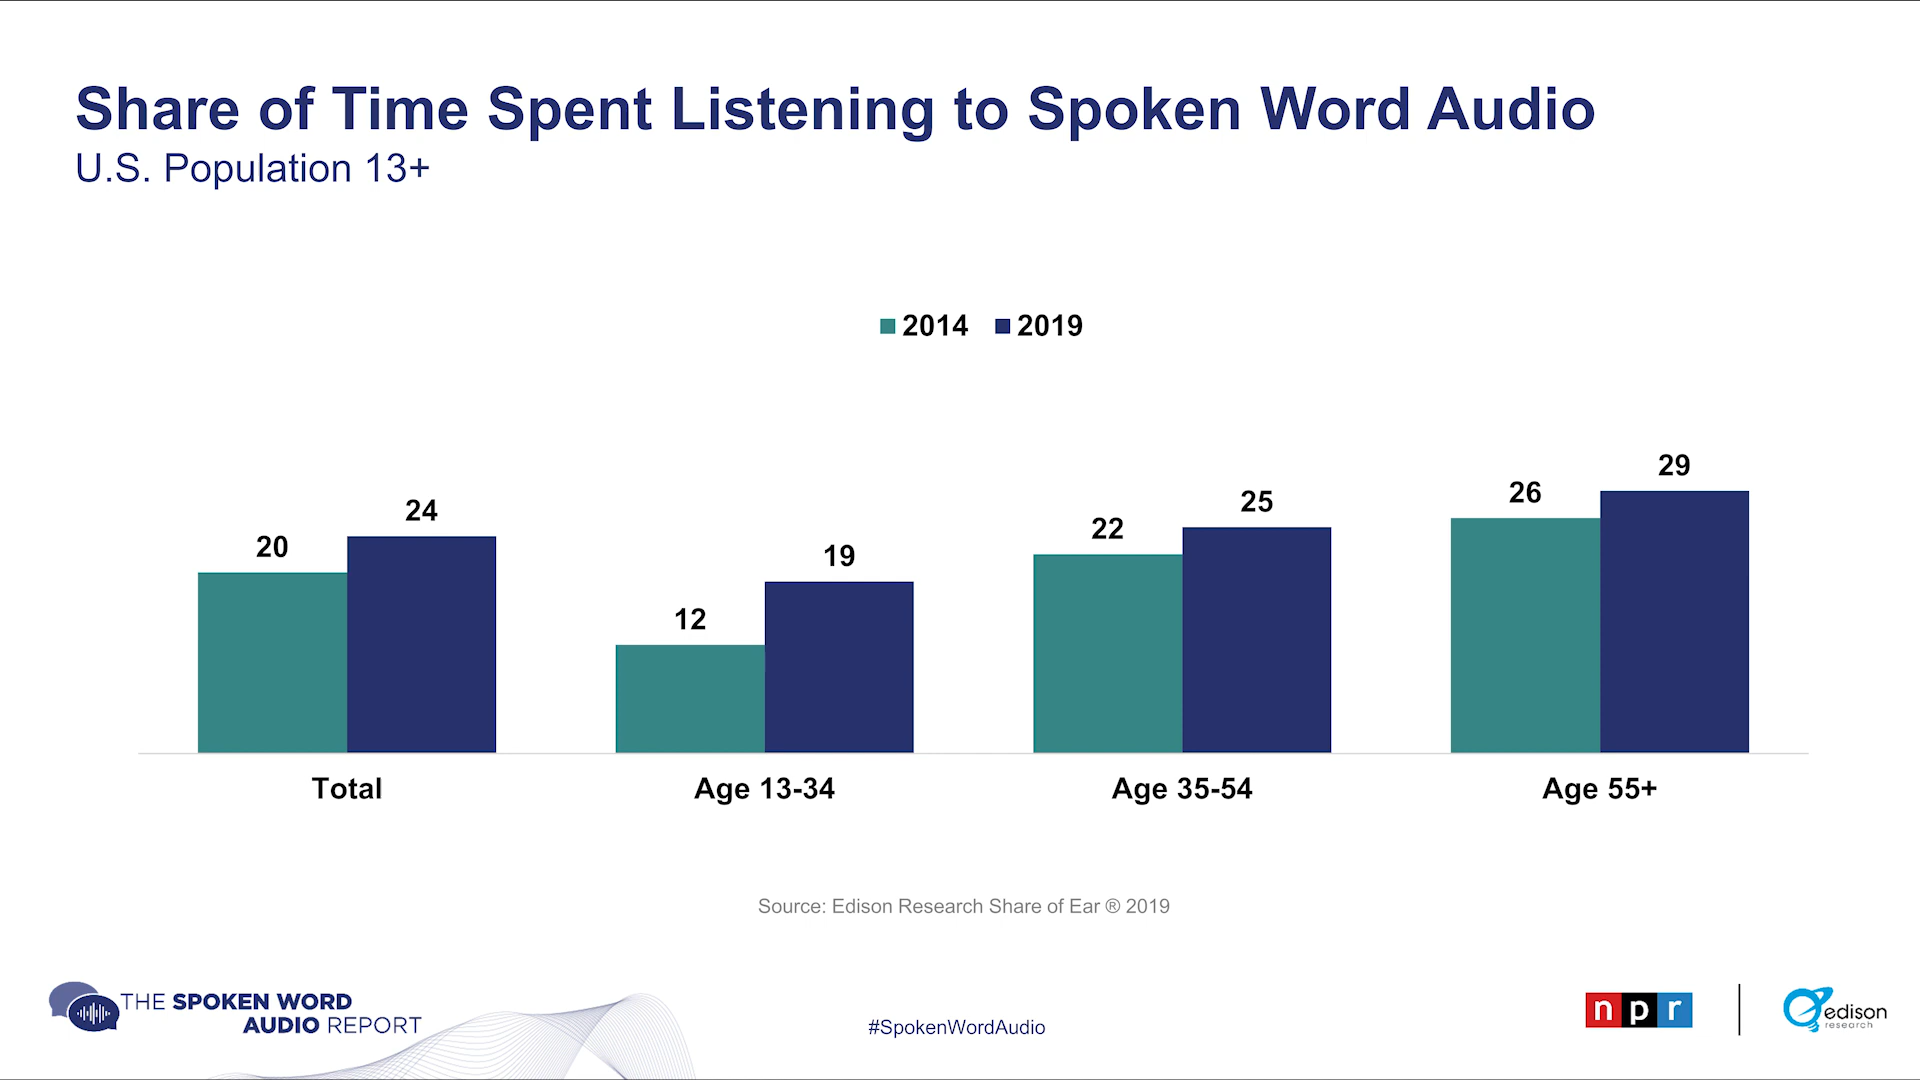 Share of Time Spent Listening to Spoken Word Audio
U.S. Population 13+
2014 2019
20 24 12 19 22 25 26 29
Total Age 13-34 Age 35-54 Age 55+
Source: Edison Research Share of Ear ® 2019
THE SPOKEN WORD
AUDIO REPORT
#SpokenWordAudio
npr
edison
research